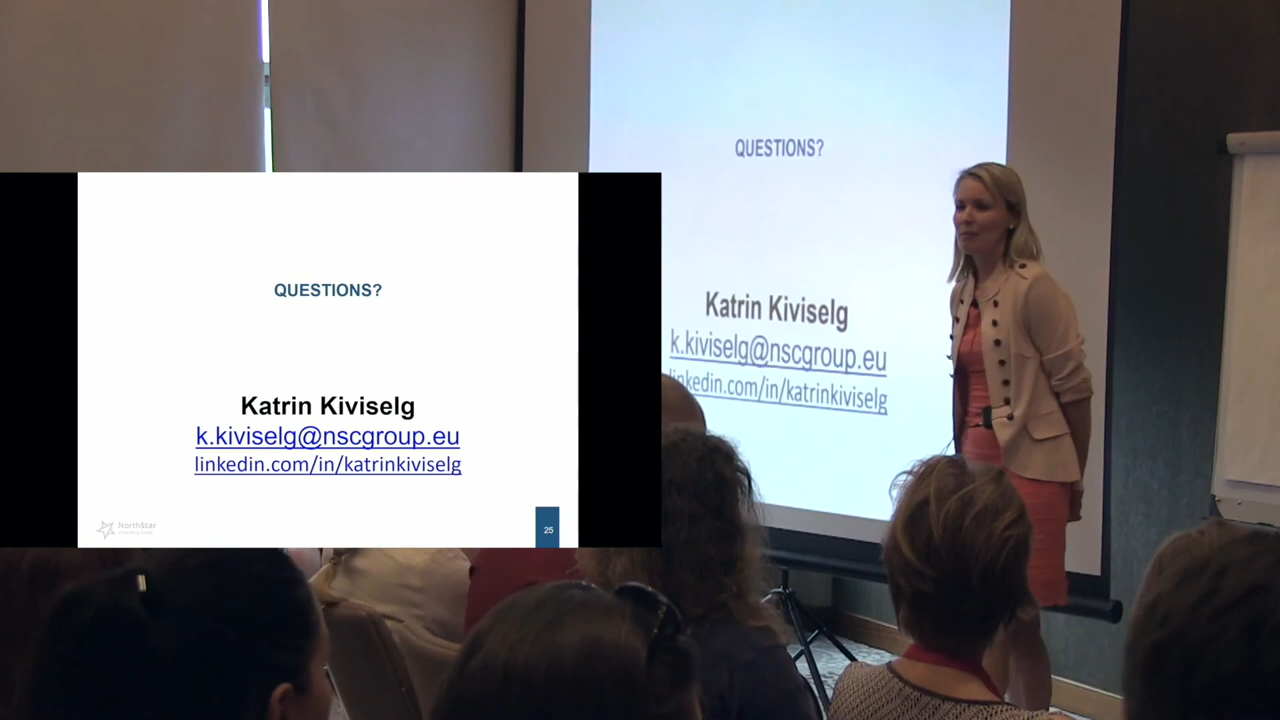 QUESTIONS?
Katrin Kiviselg
k.kiviselg@nscgroup.eu
linkedin.com/in/katrinkiviselg
NorthStar
25
QUESTIONS?
Katrin Kiviselg
k.kiviselg@nscgroup.eu
linkedin.com/in/katrinkiviselg